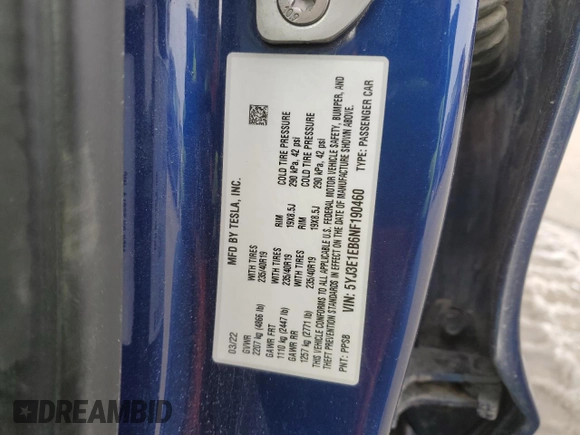 MFD BY TESLA, INC.
03/22
GVWR
2207 kg (4866 lb)
GAWR FRT WITH TIRES RIM COLD TIRE PRESSURE
1110 kg (2447 lb) 235/40R19 19X8.5J 290 kPa, 42 psi
GAWR RR WITH TIRES RIM COLD TIRE PRESSURE
1257 kg (2771 lb) 235/40R19 19X8.5J 290 kPa, 42 psi
THIS VEHICLE CONFORMS TO ALL APPLICABLE U.S. FEDERAL MOTOR VEHICLE SAFETY, BUMPER, AND
THEFT PREVENTION STANDARDS IN EFFECT ON THE DATE OF MANUFACTURE SHOWN ABOVE.
PNT: PPSB VIN: 5YJ3E1EB6NF190460 TYPE: PASSENGER CAR
10.9
DREAMBID